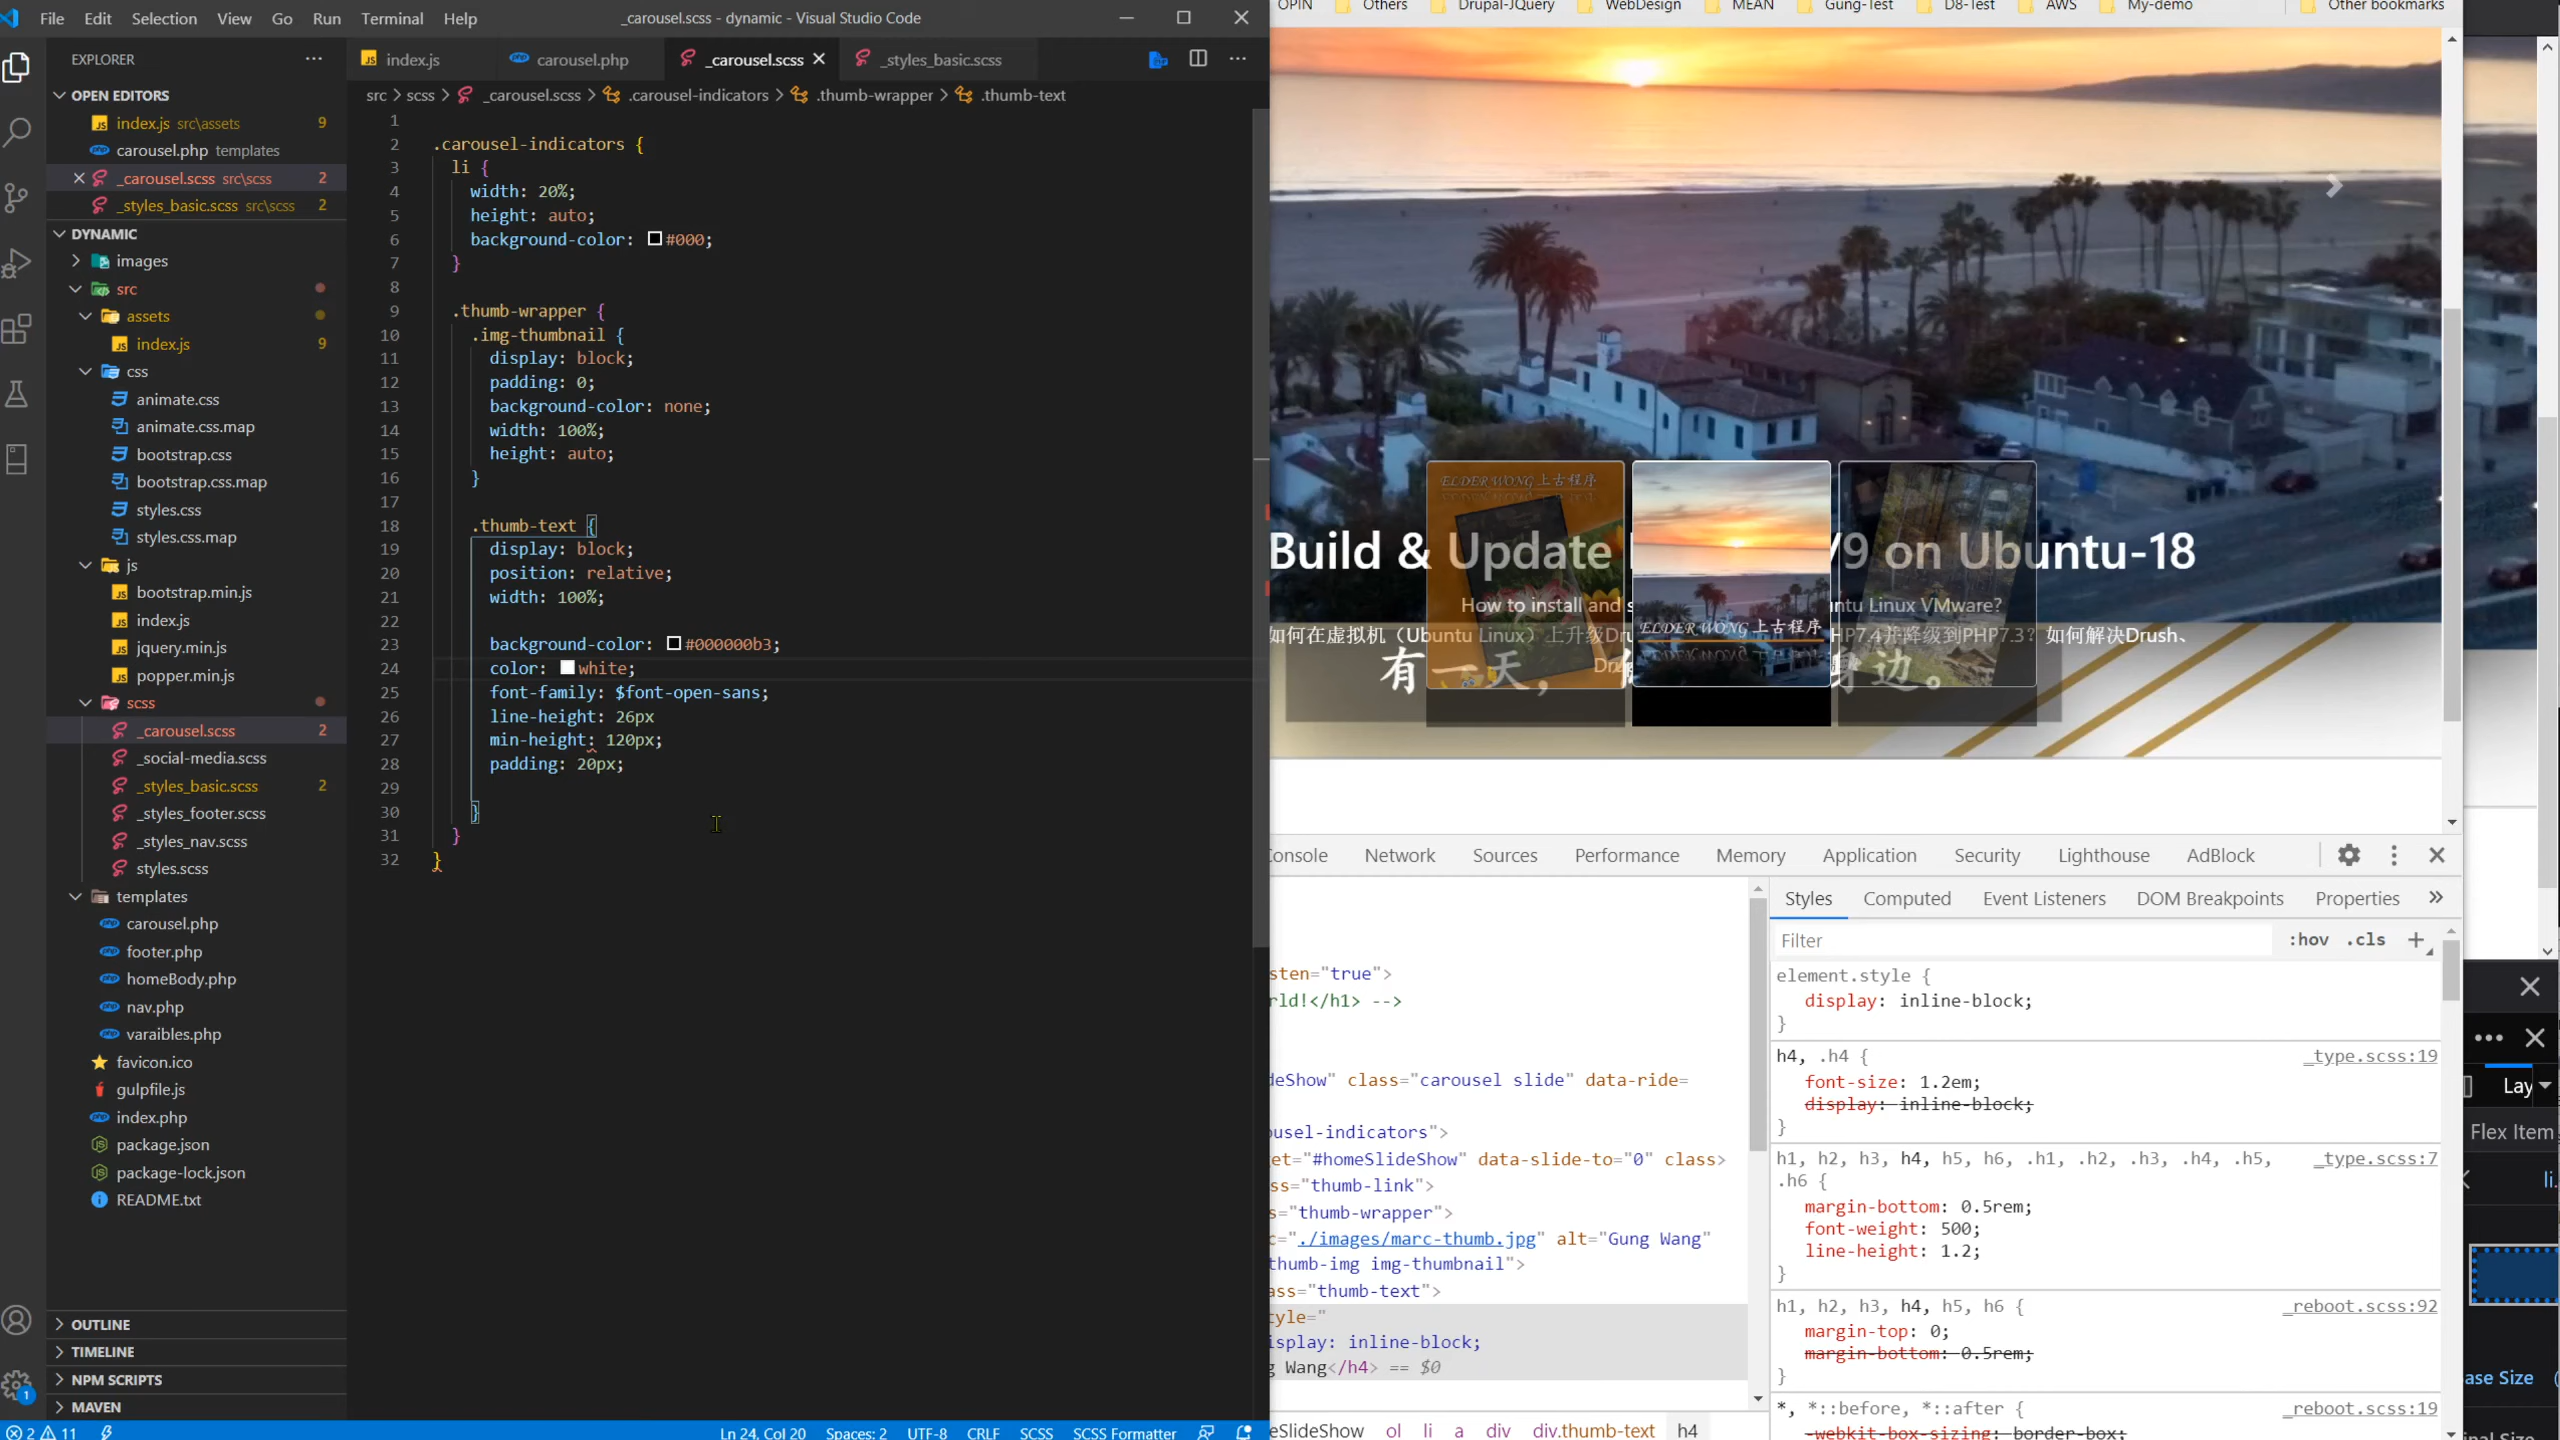 File Edit Selection View Go Run Terminal Help
_carousel.scss - dynamic - Visual Studio Code
EXPLORER
OPEN EDITORS
index.js src\assets 9
carousel.php templates
_carousel.scss src\scss 2
_styles_basic.scss src\scss 2
DYNAMIC
images
src
assets
index.js 9
css
animate.css
animate.css.map
bootstrap.css
bootstrap.css.map
styles.css
styles.css.map
js
bootstrap.min.js
index.js
jquery.min.js
popper.min.js
scss
_carousel.scss 2
_social-media.scss
_styles_basic.scss 2
_styles_footer.scss
_styles_nav.scss
styles.scss
templates
carousel.php
footer.php
homeBody.php
nav.php
varaibles.php
favicon.ico
gulpfile.js
index.php
package.json
package-lock.json
README.txt
OUTLINE
TIMELINE
NPM SCRIPTS
MAVEN
index.js carousel.php _carousel.scss _styles_basic.scss
src > scss > _carousel.scss > .carousel-indicators > .thumb-wrapper > .thumb-text
1
2 .carousel-indicators {
3 li {
4 width: 20%;
5 height: auto;
6 background-color: #000;
7 }
8
9 .thumb-wrapper {
10 .img-thumbnail {
11 display: block;
12 padding: 0;
13 background-color: none;
14 width: 100%;
15 height: auto;
16 }
17
18 .thumb-text {
19 display: block;
20 position: relative;
21 width: 100%;
22
23 background-color: #000000b3;
24 color: white;
25 font-family: $font-open-sans;
26 line-height: 26px
27 min-height: 120px;
28 padding: 20px;
29
30 }
31 }
32 }
2 11 Ln 24, Col 20 Spaces: 2 UTF-8 CRLF SCSS SCSS Formatter
OPIN Others Drupal-JQuery WebDesign MEAN Gung-Test D8-Test AWS My-demo Other bookmarks
ELDER WONG 上古程序
Build & Update /9 on Ubuntu-18
How to install and s ntu Linux VMware?
ELDER WONG 上古程序
如何在虚拟机（Ubuntu Linux）上升级Dru HP7.4并降级到PHP7.3？如何解决Drush、
Dru
有一天， 身边。
onsole Network Sources Performance Memory Application Security Lighthouse AdBlock
sten="true">
rld!</h1> -->
deShow" class="carousel slide" data-ride=
ousel-indicators">
et="#homeSlideShow" data-slide-to="0" class>
ss="thumb-link">
s="thumb-wrapper">
c="./images/marc-thumb.jpg" alt="Gung Wang"
thumb-img img-thumbnail">
ass="thumb-text">
tyle="
isplay: inline-block;
g Wang</h4> == $0
eSlideShow ol li a div div.thumb-text h4
Styles Computed Event Listeners DOM Breakpoints Properties
Filter :hov .cls +
element.style {
display: inline-block;
}
h4, .h4 { _type.scss:19
font-size: 1.2em;
display: inline-block;
}
h1, h2, h3, h4, h5, h6, .h1, .h2, .h3, .h4, .h5, _type.scss:7
.h6 {
margin-bottom: 0.5rem;
font-weight: 500;
line-height: 1.2;
}
h1, h2, h3, h4, h5, h6 { _reboot.scss:92
margin-top: 0;
margin-bottom: 0.5rem;
}
*, *::before, *::after { _reboot.scss:19
-webkit-box-sizing: border-box;
Lay
Flex Item
li.
ase Size